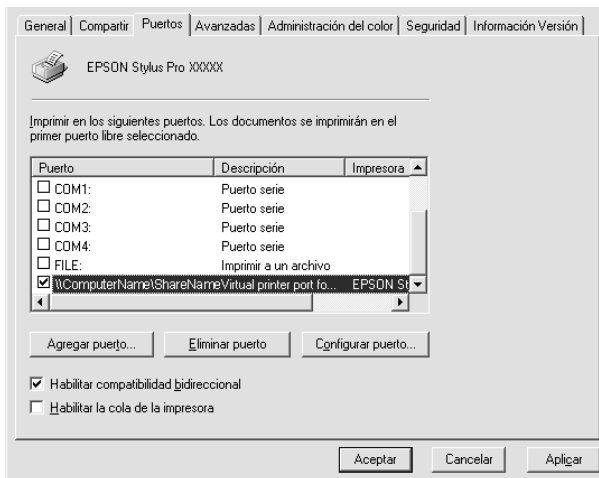 General Compartir Puertos Avanzadas Administración del color Seguridad Información Versión
EPSON Stylus Pro XXXXX
Imprimir en los siguientes puertos. Los documentos se imprimirán en el
primer puerto libre seleccionado.
Puerto Descripción Impresora
COM1: Puerto serie
COM2: Puerto serie
COM3: Puerto serie
COM4: Puerto serie
FILE: Imprimir a un archivo
\\ComputerName\ShareName Virtual printer port fo... EPSON St
Agregar puerto... Eliminar puerto Configurar puerto...
Habilitar compatibilidad bidireccional
Habilitar la cola de la impresora
Aceptar Cancelar Aplicar